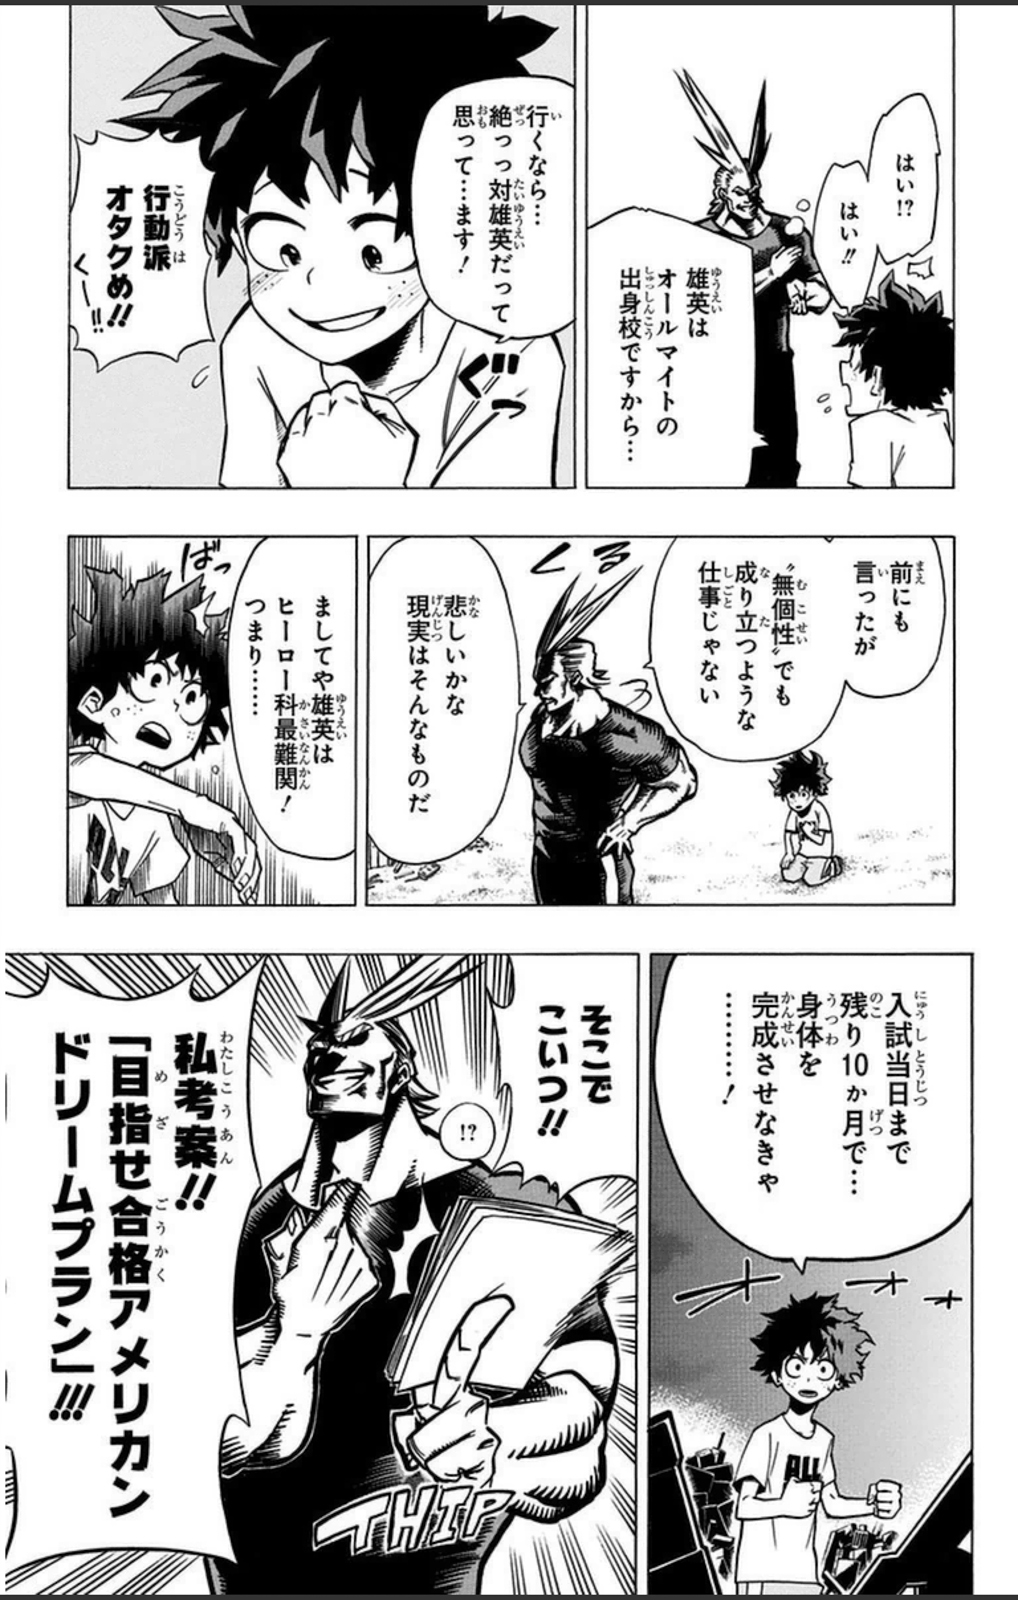 はい!?
はい!!
雄英は
オールマイトの
出身校ですから…
行くなら…
絶っっ対雄英だって
思って…ます!
グッ
行動派
オタクめ!!
くーー!!
前にも
言ったが
"無個性"でも
成り立つような
仕事じゃない
くる
悲しいかな
現実はそんなものだ
ましてや雄英は
ヒーロー科最難関!
つまり……
ばっ
入試当日まで
残り10か月で…
身体を
完成させなきゃ
………!
そこで
こいつ!!
!?
私考案!!
「目指せ合格アメリカン
ドリームプラン」!!!
THIP